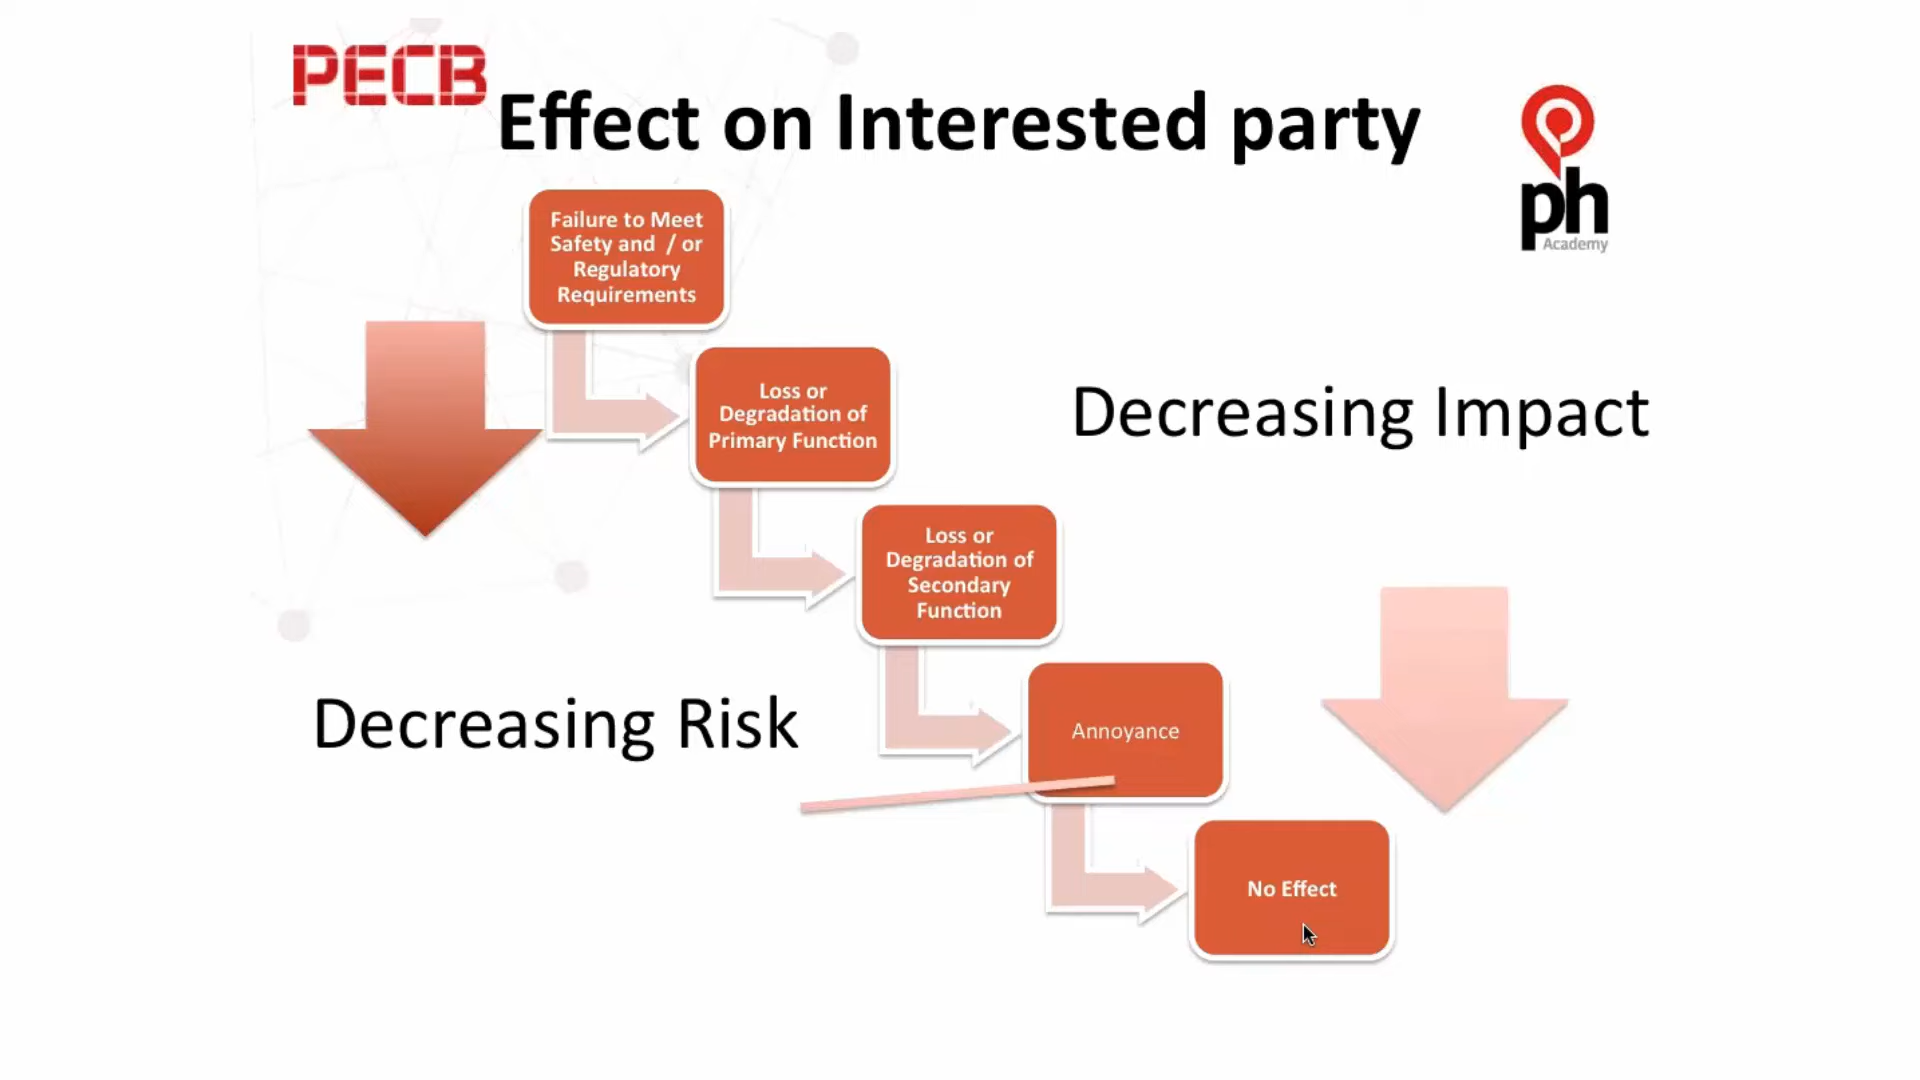 PECB
Effect on Interested party
ph
Academy
Failure to Meet
Safety and / or
Regulatory
Requirements
Loss or
Degradation of
Primary Function
Decreasing Impact
Loss or
Degradation of
Secondary
Function
Decreasing Risk
Annoyance
No Effect